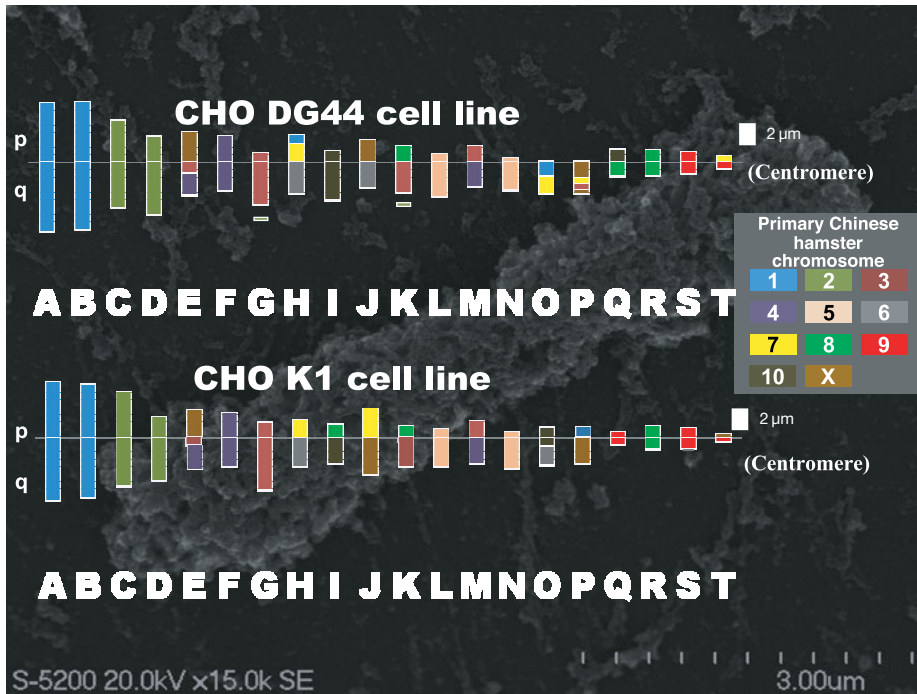 CHO DG44 cell line
p
2 µm
q
(Centromere)
Primary Chinese
hamster
chromosome
1 2 3
4 5 6
7 8 9
10 X
A B C D E F G H I J K L M N O P Q R S T
CHO K1 cell line
p
2 µm
q
(Centromere)
A B C D E F G H I J K L M N O P Q R S T
S-5200 20.0kV x15.0k SE
3.00um